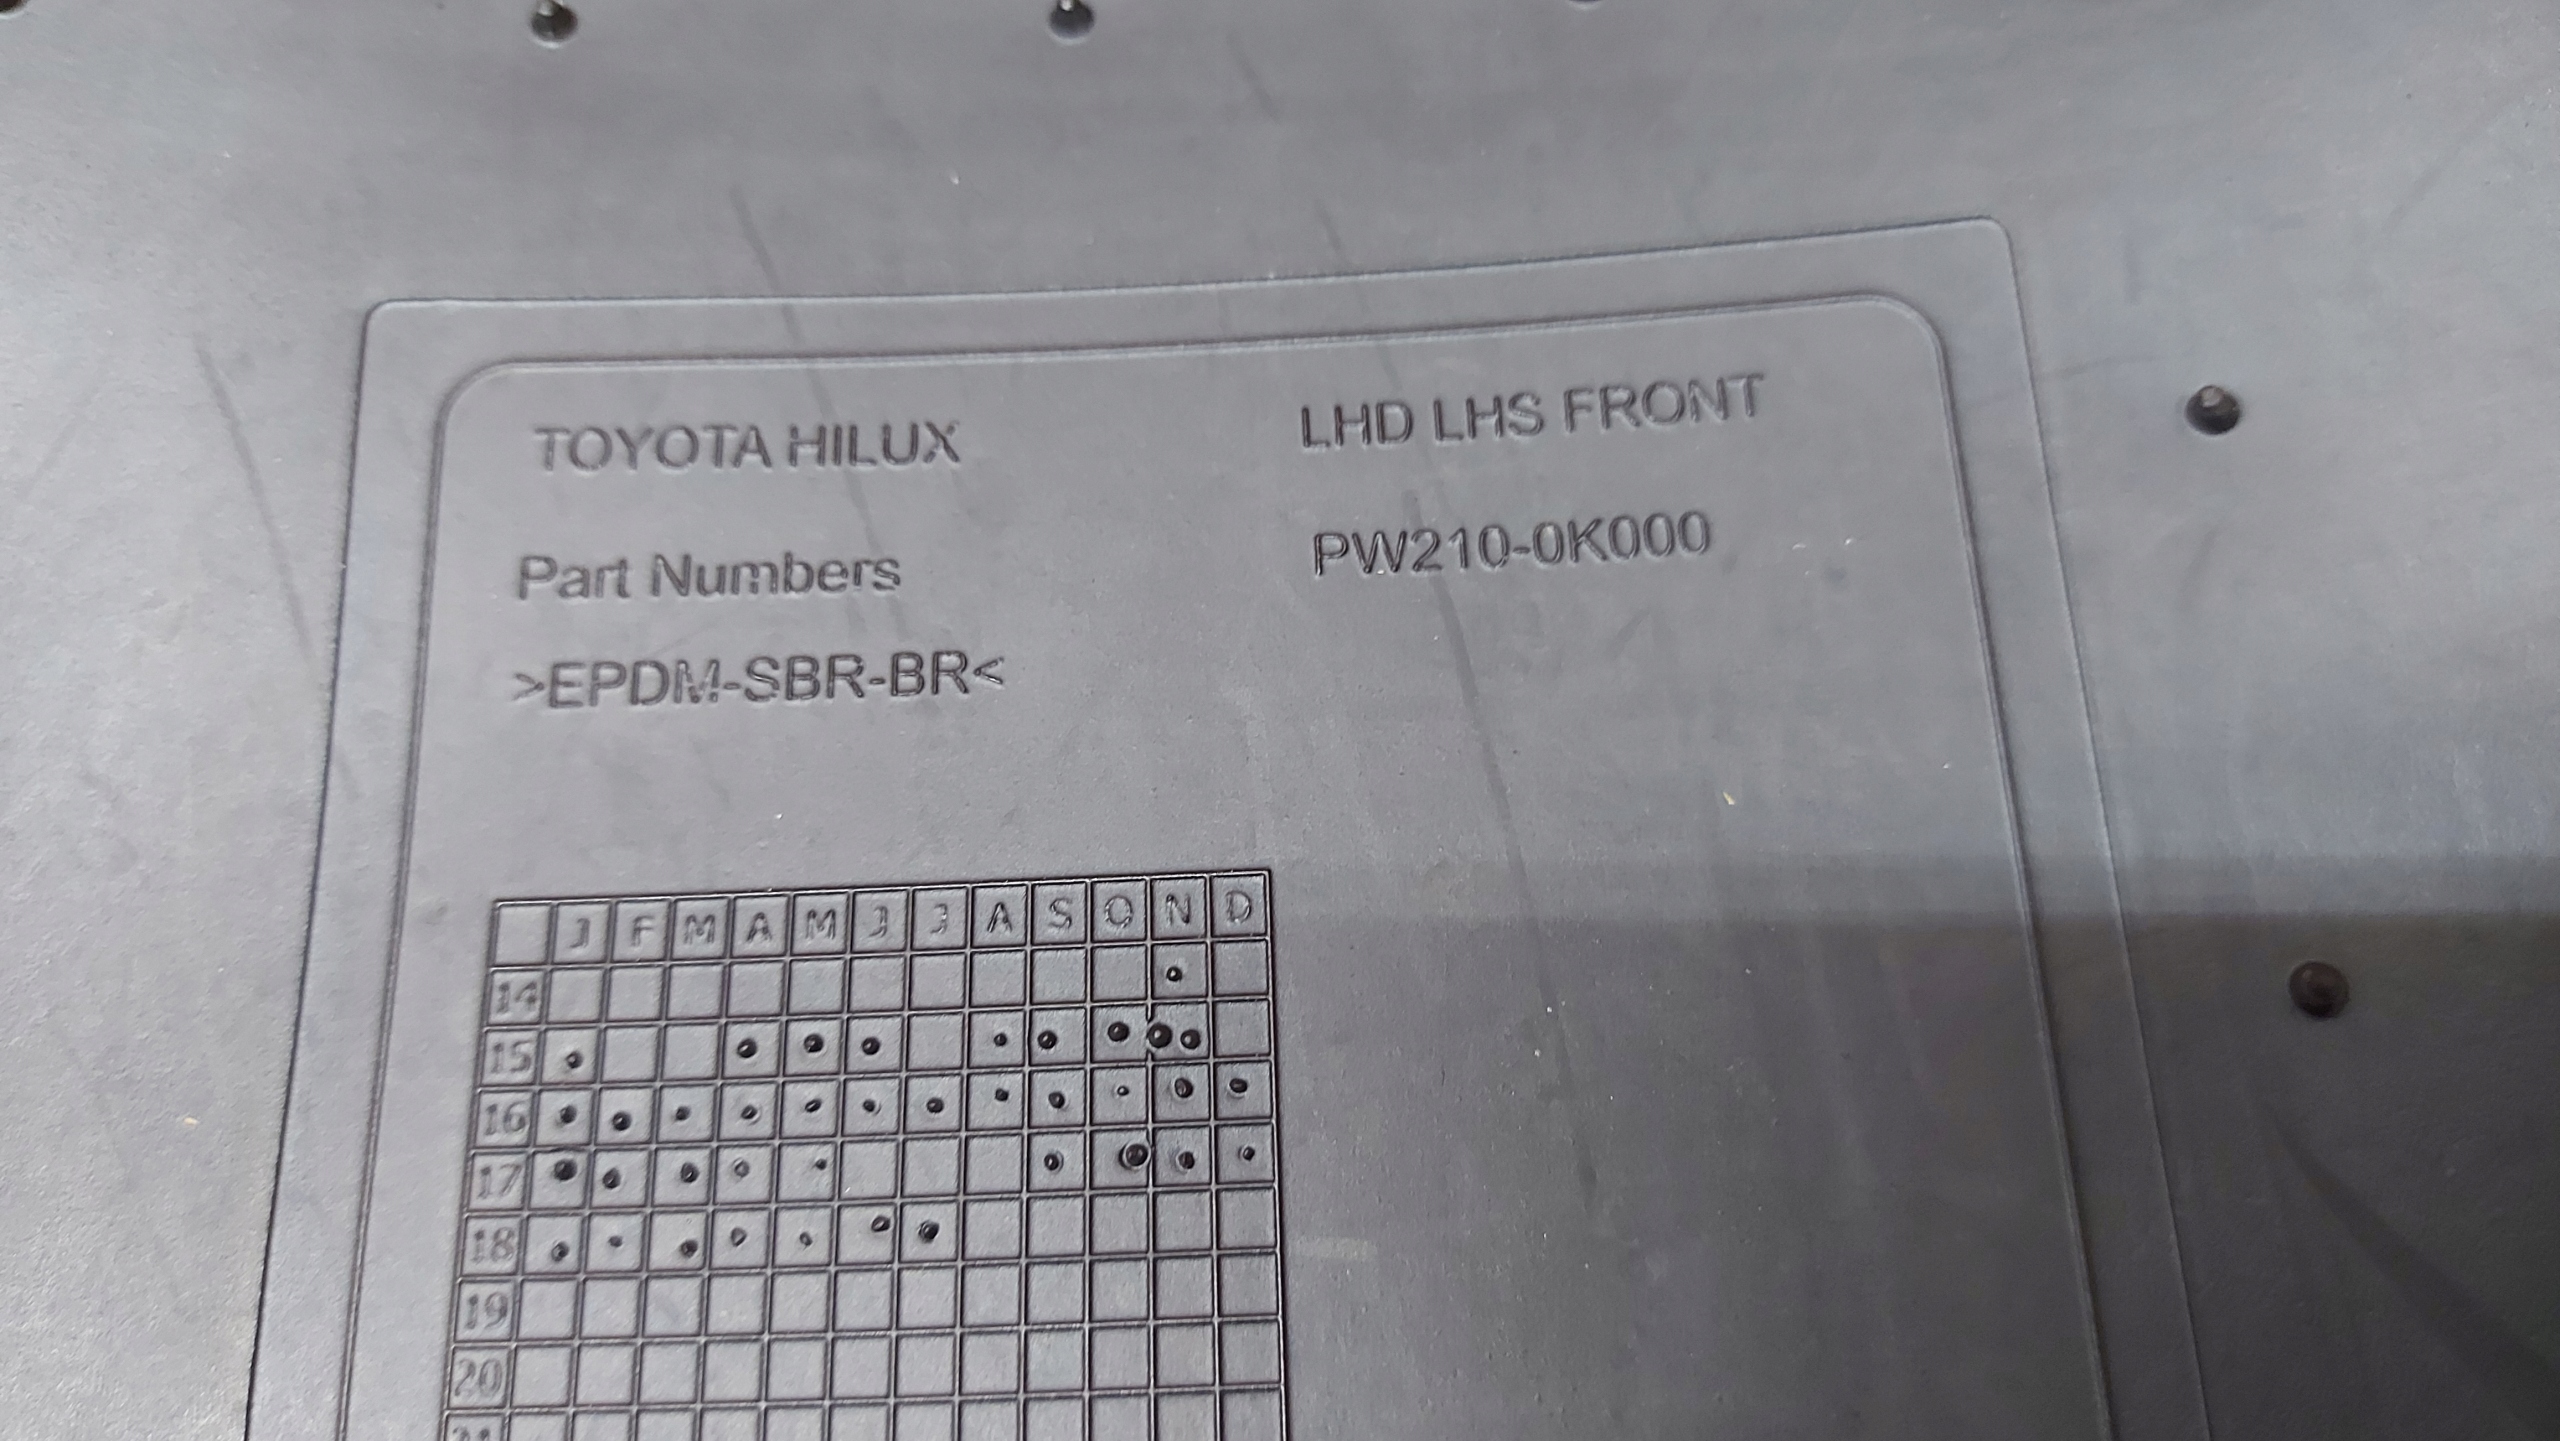 TOYOTA HILUX
LHD LHS FRONT
Part Numbers
PW210-0K000
>EPDM-SBR-BR<
J F M A M J J A S O N D
14
15
16
17
18
19
20